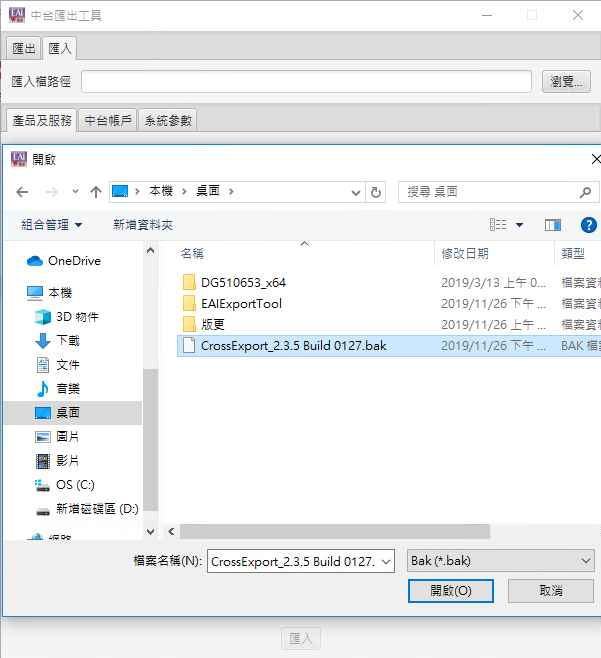 EAI 中台匯出工具
匯出 匯入
匯入檔路徑 瀏覽...
產品及服務 中台帳戶 系統參數
EAI 開啟
本機 桌面 搜尋 桌面
組合管理 新增資料夾
名稱 修改日期 類型
OneDrive
本機
3D 物件
下載
文件
音樂
桌面
圖片
影片
OS (C:)
新增磁碟區 (D:)
網路
DG510653_x64 2019/3/13 上午 0... 檔案資料
EAIExportTool 2019/11/26 下午 ... 檔案資料
版更 2019/11/26 上午 ... 檔案資料
CrossExport_2.3.5 Build 0127.bak 2019/11/26 下午 ... BAK 檔
檔案名稱(N): CrossExport_2.3.5 Build 0127. Bak (*.bak)
開啟(O) 取消
匯入